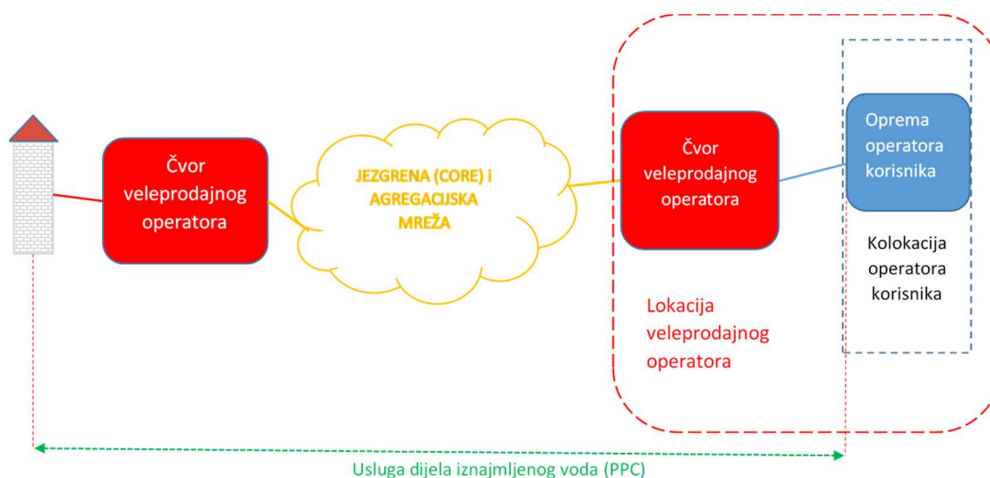 Čvor
veleprodajnog
operatora
JEZGRENA (CORE) i
AGREGACIJSKA
MREŽA
Čvor
veleprodajnog
operatora
Oprema
operatora
korisnika
Kolokacija
operatora
korisnika
Lokacija
veleprodajnog
operatora
Usluga dijela iznajmljenog voda (PPC)